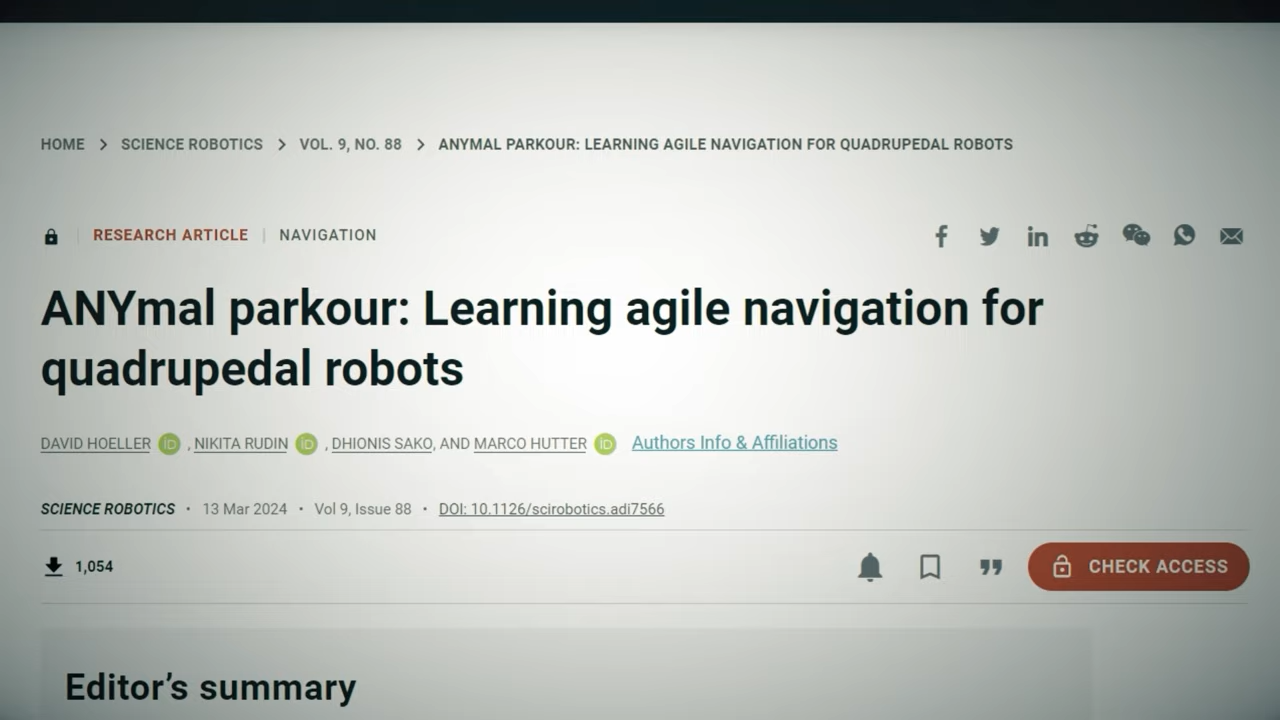 HOME > SCIENCE ROBOTICS > VOL. 9, NO. 88 > ANYMAL PARKOUR: LEARNING AGILE NAVIGATION FOR QUADRUPEDAL ROBOTS
RESEARCH ARTICLE | NAVIGATION
ANYmal parkour: Learning agile navigation for
quadrupedal robots
DAVID HOELLER iD , NIKITA RUDIN iD , DHIONIS SAKO, AND MARCO HUTTER iD Authors Info & Affiliations
SCIENCE ROBOTICS • 13 Mar 2024 • Vol 9, Issue 88 • DOI: 10.1126/scirobotics.adi7566
1,054
CHECK ACCESS
Editor’s summary